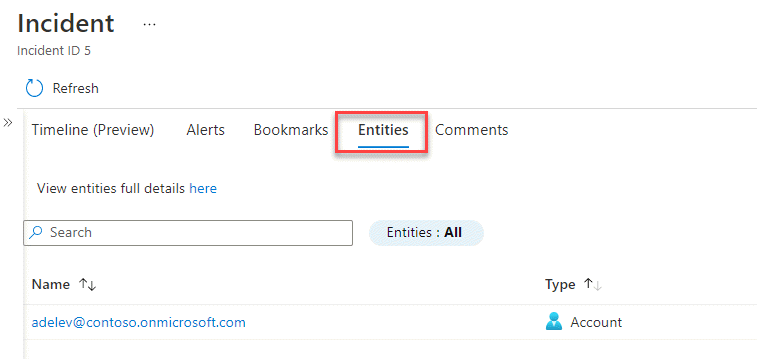 Incident ...
Incident ID 5
Refresh
Timeline (Preview) Alerts Bookmarks Entities Comments
View entities full details here
Search Entities : All
Name Type
adelev@contoso.onmicrosoft.com Account